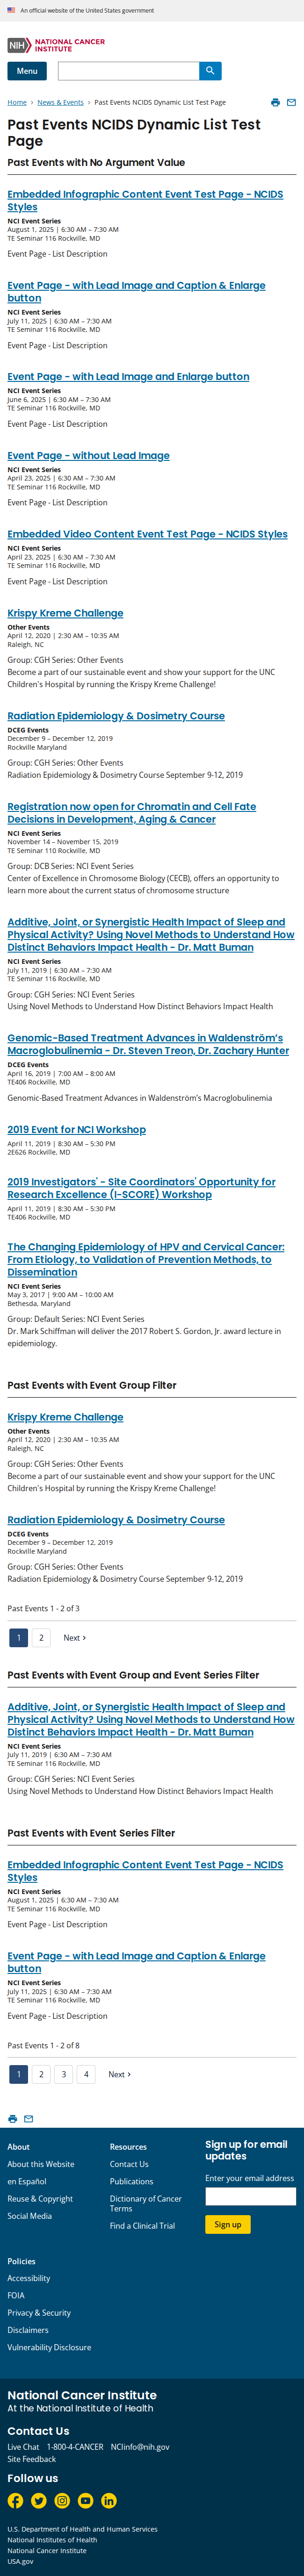 An official website of the United States government
NIH NATIONAL CANCER INSTITUTE
Menu
Home > News & Events > Past Events NCIDS Dynamic List Test Page
Past Events NCIDS Dynamic List Test
Page
Past Events with No Argument Value
Embedded Infographic Content Event Test Page - NCIDS
Styles
NCI Event Series
August 1, 2025 | 6:30 AM – 7:30 AM
TE Seminar 116 Rockville, MD
Event Page - List Description
Event Page - with Lead Image and Caption & Enlarge
button
NCI Event Series
July 11, 2025 | 6:30 AM – 7:30 AM
TE Seminar 116 Rockville, MD
Event Page - List Description
Event Page - with Lead Image and Enlarge button
NCI Event Series
June 6, 2025 | 6:30 AM – 7:30 AM
TE Seminar 116 Rockville, MD
Event Page - List Description
Event Page - without Lead Image
NCI Event Series
April 23, 2025 | 6:30 AM – 7:30 AM
TE Seminar 116 Rockville, MD
Event Page - List Description
Embedded Video Content Event Test Page - NCIDS Styles
NCI Event Series
April 23, 2025 | 6:30 AM – 7:30 AM
TE Seminar 116 Rockville, MD
Event Page - List Description
Krispy Kreme Challenge
Other Events
April 12, 2020 | 2:30 AM – 10:35 AM
Raleigh, NC
Group: CGH Series: Other Events
Become a part of our sustainable event and show your support for the UNC
Children's Hospital by running the Krispy Kreme Challenge!
Radiation Epidemiology & Dosimetry Course
DCEG Events
December 9 – December 12, 2019
Rockville Maryland
Group: CGH Series: Other Events
Radiation Epidemiology & Dosimetry Course September 9-12, 2019
Registration now open for Chromatin and Cell Fate
Decisions in Development, Aging & Cancer
NCI Event Series
November 14 – November 15, 2019
TE Seminar 110 Rockville, MD
Group: DCB Series: NCI Event Series
Center of Excellence in Chromosome Biology (CECB), offers an opportunity to
learn more about the current status of chromosome structure
Additive, Joint, or Synergistic Health Impact of Sleep and
Physical Activity? Using Novel Methods to Understand How
Distinct Behaviors Impact Health - Dr. Matt Buman
NCI Event Series
July 11, 2019 | 6:30 AM – 7:30 AM
TE Seminar 116 Rockville, MD
Group: CGH Series: NCI Event Series
Using Novel Methods to Understand How Distinct Behaviors Impact Health
Genomic-Based Treatment Advances in Waldenström's
Macroglobulinemia - Dr. Steven Treon, Dr. Zachary Hunter
DCEG Events
April 16, 2019 | 7:00 AM – 8:00 AM
TE406 Rockville, MD
Genomic-Based Treatment Advances in Waldenström's Macroglobulinemia
2019 Event for NCI Workshop
April 11, 2019 | 8:30 AM – 5:30 PM
2E626 Rockville, MD
2019 Investigators' - Site Coordinators' Opportunity for
Research Excellence (I-SCORE) Workshop
April 11, 2019 | 8:30 AM – 5:30 PM
TE406 Rockville, MD
The Changing Epidemiology of HPV and Cervical Cancer:
From Etiology, to Validation of Prevention Methods, to
Dissemination
NCI Event Series
May 3, 2017 | 9:00 AM – 10:00 AM
Bethesda, Maryland
Group: Default Series: NCI Event Series
Dr. Mark Schiffman will deliver the 2017 Robert S. Gordon, Jr. award lecture in
epidemiology.
Past Events with Event Group Filter
Krispy Kreme Challenge
Other Events
April 12, 2020 | 2:30 AM – 10:35 AM
Raleigh, NC
Group: CGH Series: Other Events
Become a part of our sustainable event and show your support for the UNC
Children's Hospital by running the Krispy Kreme Challenge!
Radiation Epidemiology & Dosimetry Course
DCEG Events
December 9 – December 12, 2019
Rockville Maryland
Group: CGH Series: Other Events
Radiation Epidemiology & Dosimetry Course September 9-12, 2019
Past Events 1 - 2 of 3
1 2 Next >
Past Events with Event Group and Event Series Filter
Additive, Joint, or Synergistic Health Impact of Sleep and
Physical Activity? Using Novel Methods to Understand How
Distinct Behaviors Impact Health - Dr. Matt Buman
NCI Event Series
July 11, 2019 | 6:30 AM – 7:30 AM
TE Seminar 116 Rockville, MD
Group: CGH Series: NCI Event Series
Using Novel Methods to Understand How Distinct Behaviors Impact Health
Past Events with Event Series Filter
Embedded Infographic Content Event Test Page - NCIDS
Styles
NCI Event Series
August 1, 2025 | 6:30 AM – 7:30 AM
TE Seminar 116 Rockville, MD
Event Page - List Description
Event Page - with Lead Image and Caption & Enlarge
button
NCI Event Series
July 11, 2025 | 6:30 AM – 7:30 AM
TE Seminar 116 Rockville, MD
Event Page - List Description
Past Events 1 - 2 of 8
1 2 3 4 Next >
About
About this Website
en Español
Reuse & Copyright
Social Media
Resources
Contact Us
Publications
Dictionary of Cancer
Terms
Find a Clinical Trial
Sign up for email
updates
Enter your email address
Sign up
Policies
Accessibility
FOIA
Privacy & Security
Disclaimers
Vulnerability Disclosure
National Cancer Institute
At the National Institutes of Health
Contact Us
Live Chat 1-800-4-CANCER NCIinfo@nih.gov
Site Feedback
Follow us
U.S. Department of Health and Human Services
National Institutes of Health
National Cancer Institute
USA.gov